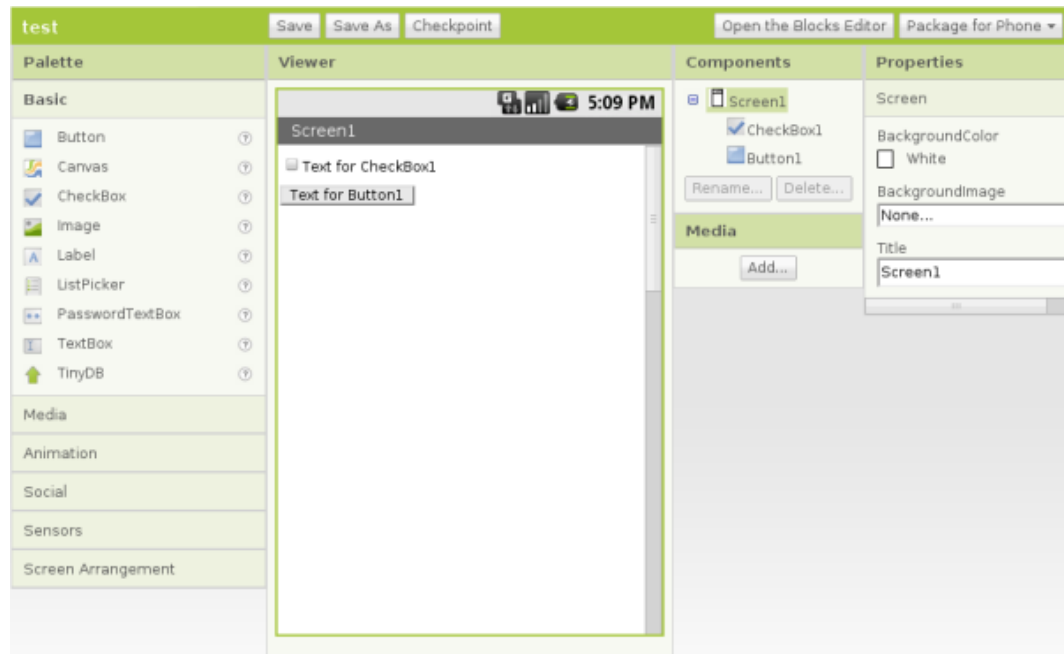 test
Save
Save As
Checkpoint
Open the Blocks Editor
Package for Phone
Palette
Basic
Button
Canvas
CheckBox
Image
Label
ListPicker
PasswordTextBox
TextBox
TinyDB
Media
Animation
Social
Sensors
Screen Arrangement
Viewer
5:09 PM
Screen1
Text for CheckBox1
Text for Button1
Components
Screen1
CheckBox1
Button1
Rename...
Delete...
Media
Add...
Properties
Screen
BackgroundColor
White
BackgroundImage
None...
Title
Screen1